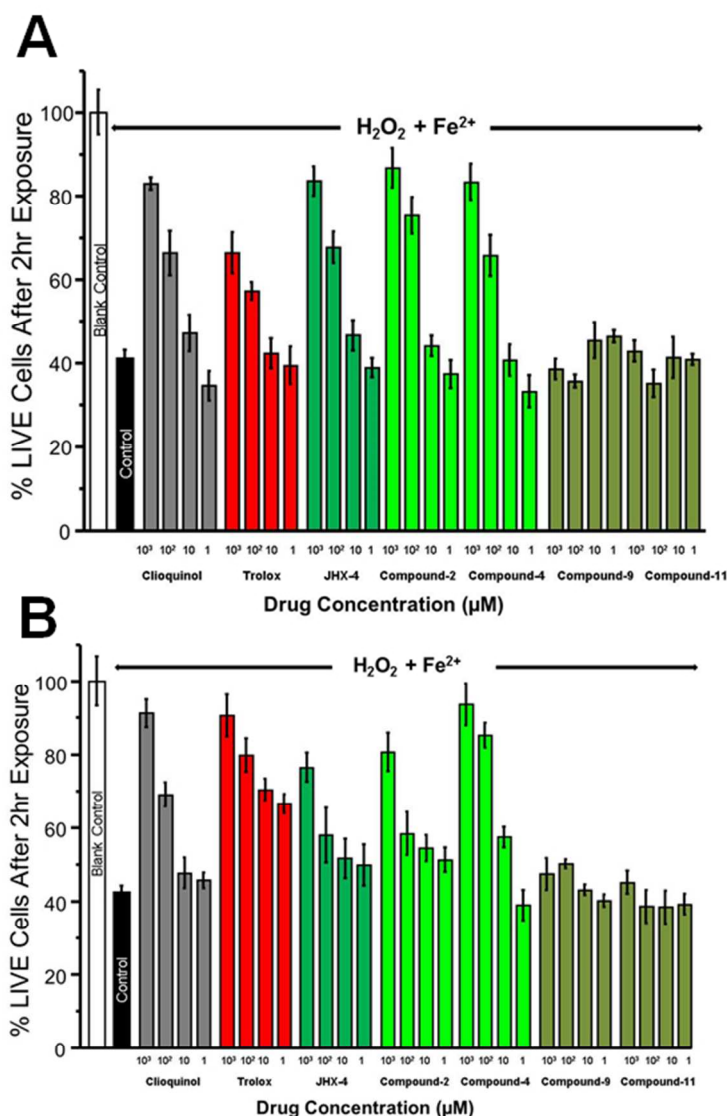 A
H₂O₂ + Fe²⁺
% LIVE Cells After 2hr Exposure
100
80
60
40
20
0
Blank Control
Control
10³ 10² 10 1 10³ 10² 10 1 10³ 10² 10 1 10³ 10² 10 1 10³ 10² 10 1 10³ 10² 10 1 10³ 10² 10 1
Clioquinol Trolox JHX-4 Compound-2 Compound-4 Compound-9 Compound-11
Drug Concentration (µM)
B
H₂O₂ + Fe²⁺
% LIVE Cells After 2hr Exposure
100
80
60
40
20
0
Blank Control
Control
10³ 10² 10 1 10³ 10² 10 1 10³ 10² 10 1 10³ 10² 10 1 10³ 10² 10 1 10³ 10² 10 1 10³ 10² 10 1
Clioquinol Trolox JHX-4 Compound-2 Compound-4 Compound-9 Compound-11
Drug Concentration (µM)